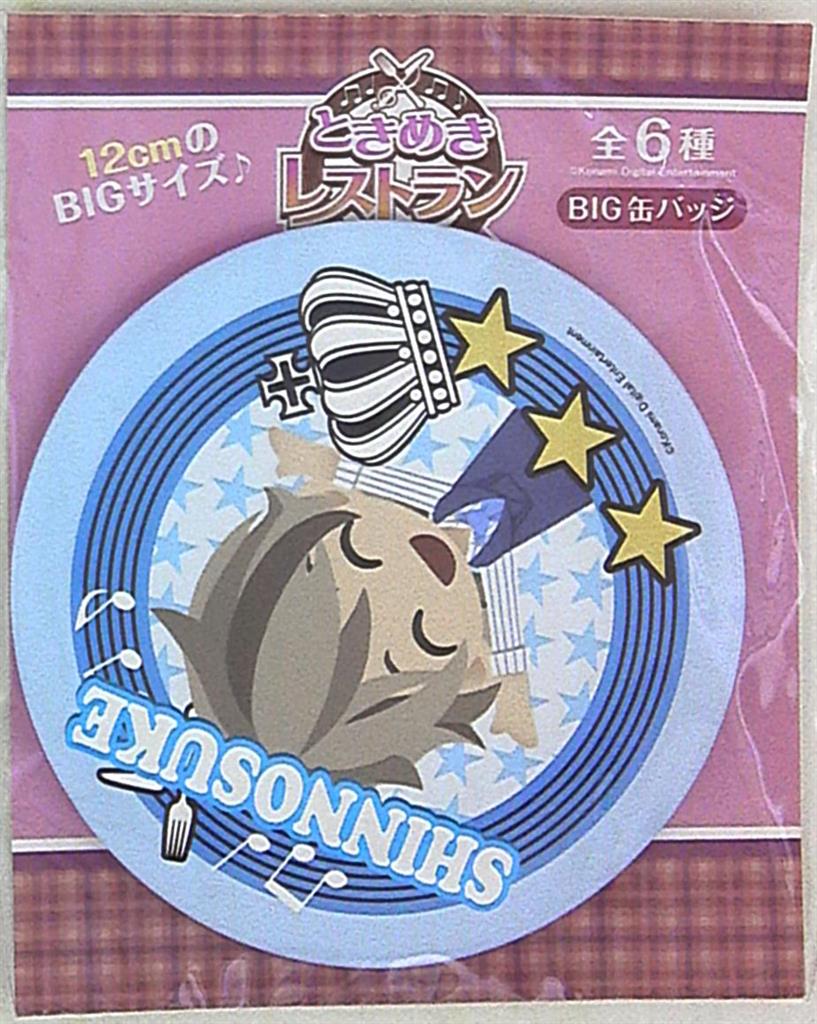 12cmの
BIGサイズ♪
ときめき
レストラン
全6種
©Konami Digital Entertainment
BIG缶バッジ
©Konami Digital Entertainment
SHINNOSUKE